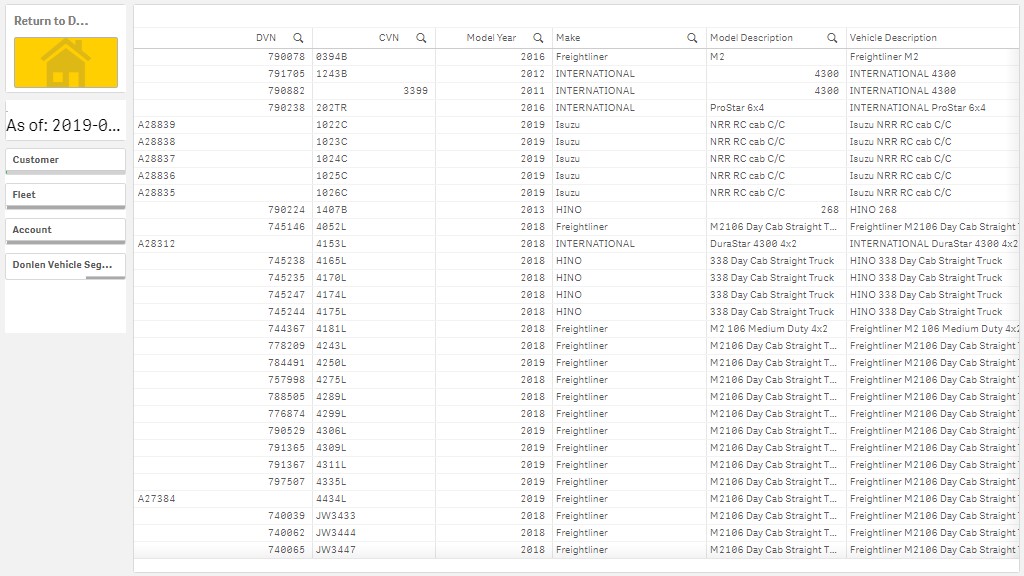 Return to D...
As of: 2019-0...
Customer
Fleet
Account
Donlen Vehicle Seg...
DVN CVN Model Year Make Model Description Vehicle Description
790078 0394B 2016 Freightliner M2 Freightliner M2
791705 1243B 2012 INTERNATIONAL 4300 INTERNATIONAL 4300
790882 3399 2011 INTERNATIONAL 4300 INTERNATIONAL 4300
790238 202TR 2016 INTERNATIONAL ProStar 6x4 INTERNATIONAL ProStar 6x4
A28839 1022C 2019 Isuzu NRR RC cab C/C Isuzu NRR RC cab C/C
A28838 1023C 2019 Isuzu NRR RC cab C/C Isuzu NRR RC cab C/C
A28837 1024C 2019 Isuzu NRR RC cab C/C Isuzu NRR RC cab C/C
A28836 1025C 2019 Isuzu NRR RC cab C/C Isuzu NRR RC cab C/C
A28835 1026C 2019 Isuzu NRR RC cab C/C Isuzu NRR RC cab C/C
790224 1407B 2013 HINO 268 HINO 268
745146 4052L 2018 Freightliner M2106 Day Cab Straight T... Freightliner M2106 Day Cab Straight
A28312 4153L 2018 INTERNATIONAL DuraStar 4300 4x2 INTERNATIONAL DuraStar 4300 4x2
745238 4165L 2018 HINO 338 Day Cab Straight Truck HINO 338 Day Cab Straight Truck
745235 4170L 2018 HINO 338 Day Cab Straight Truck HINO 338 Day Cab Straight Truck
745247 4174L 2018 HINO 338 Day Cab Straight Truck HINO 338 Day Cab Straight Truck
745244 4175L 2018 HINO 338 Day Cab Straight Truck HINO 338 Day Cab Straight Truck
744367 4181L 2018 Freightliner M2 106 Medium Duty 4x2 Freightliner M2 106 Medium Duty 4x2
778209 4243L 2018 Freightliner M2106 Day Cab Straight T... Freightliner M2106 Day Cab Straight
784491 4250L 2019 Freightliner M2106 Day Cab Straight T... Freightliner M2106 Day Cab Straight
757998 4275L 2018 Freightliner M2106 Day Cab Straight T... Freightliner M2106 Day Cab Straight
788505 4289L 2018 Freightliner M2106 Day Cab Straight T... Freightliner M2106 Day Cab Straight
776874 4299L 2018 Freightliner M2106 Day Cab Straight T... Freightliner M2106 Day Cab Straight
790529 4306L 2019 Freightliner M2106 Day Cab Straight T... Freightliner M2106 Day Cab Straight
791365 4309L 2019 Freightliner M2106 Day Cab Straight T... Freightliner M2106 Day Cab Straight
791367 4311L 2019 Freightliner M2106 Day Cab Straight T... Freightliner M2106 Day Cab Straight
797507 4335L 2019 Freightliner M2106 Day Cab Straight T... Freightliner M2106 Day Cab Straight
A27384 4434L 2019 Freightliner M2106 Day Cab Straight T... Freightliner M2106 Day Cab Straight
740039 JW3433 2018 Freightliner M2106 Day Cab Straight T... Freightliner M2106 Day Cab Straight
740062 JW3444 2018 Freightliner M2106 Day Cab Straight T... Freightliner M2106 Day Cab Straight
740065 JW3447 2018 Freightliner M2106 Day Cab Straight T... Freightliner M2106 Day Cab Straight